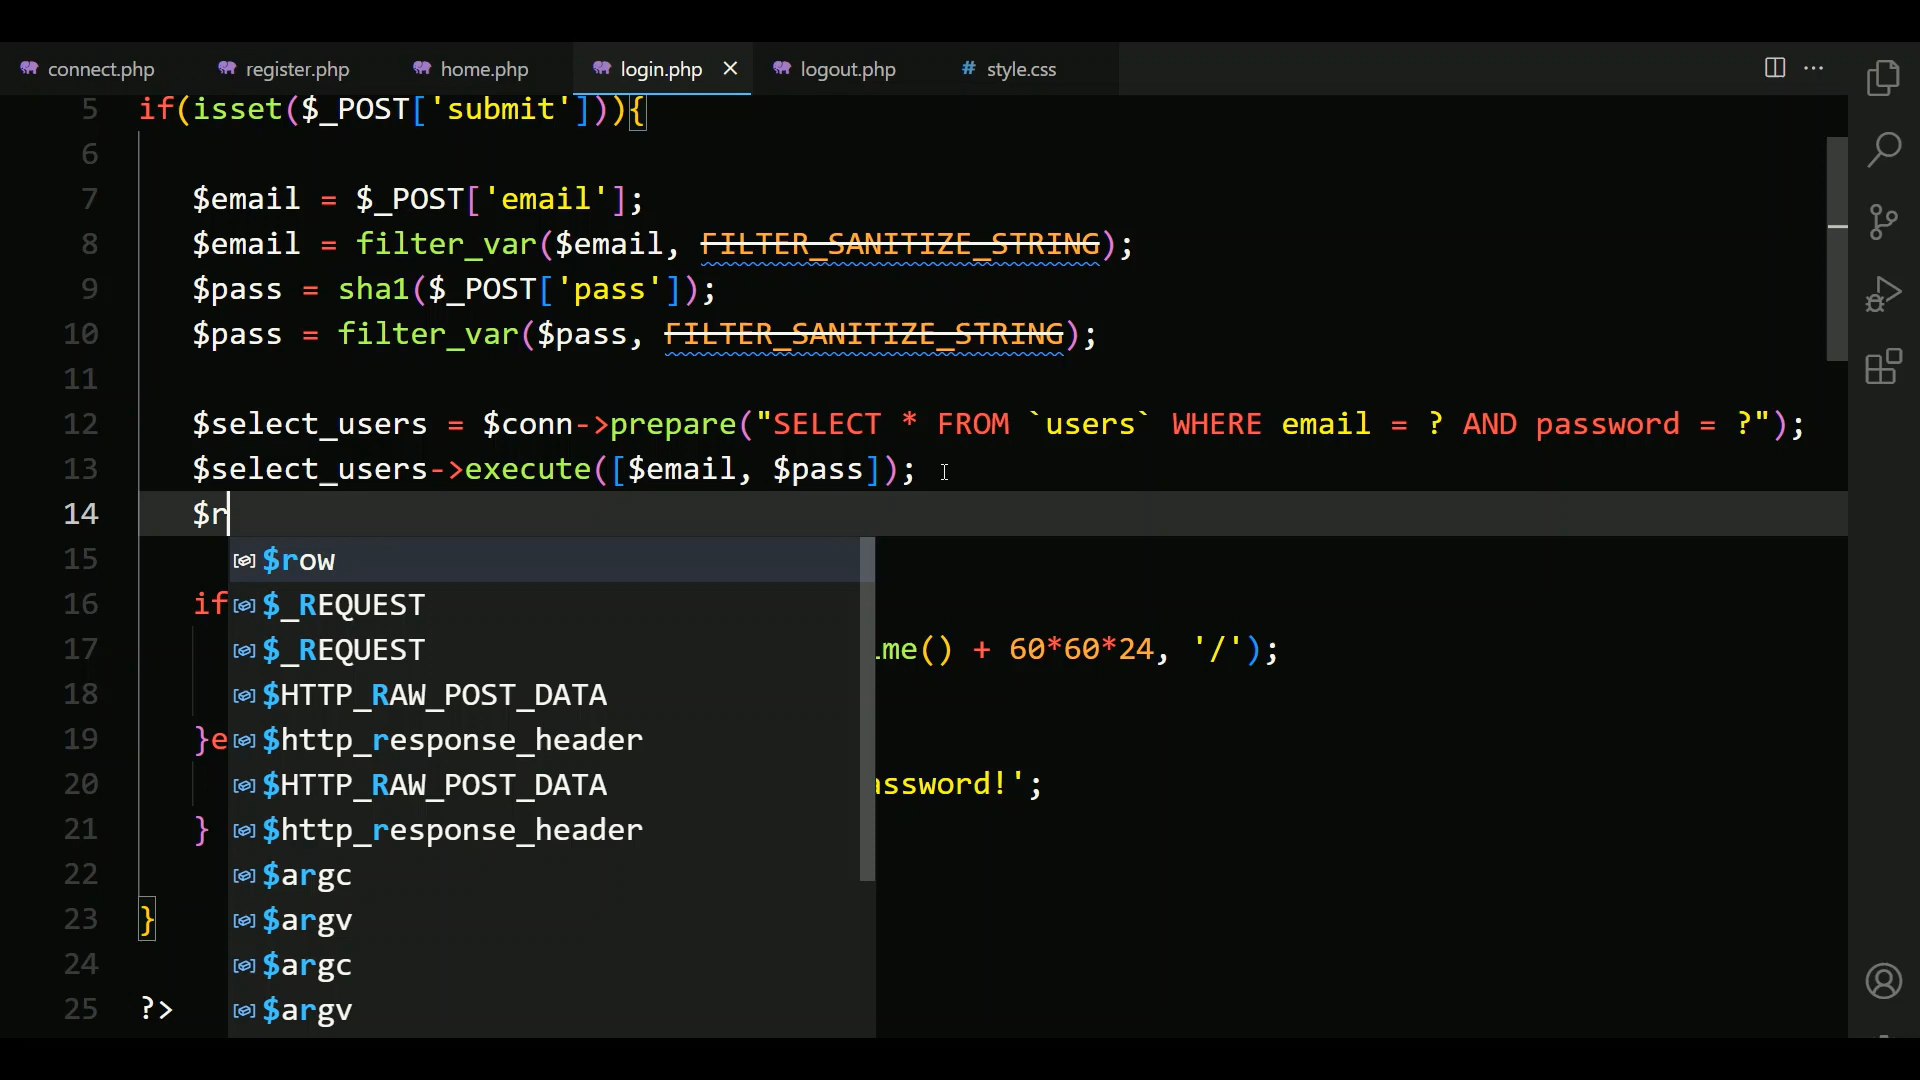 connect.php register.php home.php login.php logout.php # style.css
5 if(isset($_POST['submit'])){
6
7 $email = $_POST['email'];
8 $email = filter_var($email, FILTER_SANITIZE_STRING);
9 $pass = sha1($_POST['pass']);
10 $pass = filter_var($pass, FILTER_SANITIZE_STRING);
11
12 $select_users = $conn->prepare("SELECT * FROM `users` WHERE email = ? AND password = ?");
13 $select_users->execute([$email, $pass]);
14 $r
15 $row
16 if $_REQUEST
17 $_REQUEST me() + 60*60*24, '/');
18 $HTTP_RAW_POST_DATA
19 }e $http_response_header
20 $HTTP_RAW_POST_DATA assword!';
21 } $http_response_header
22 $argc
23 } $argv
24 $argc
25 ?> $argv